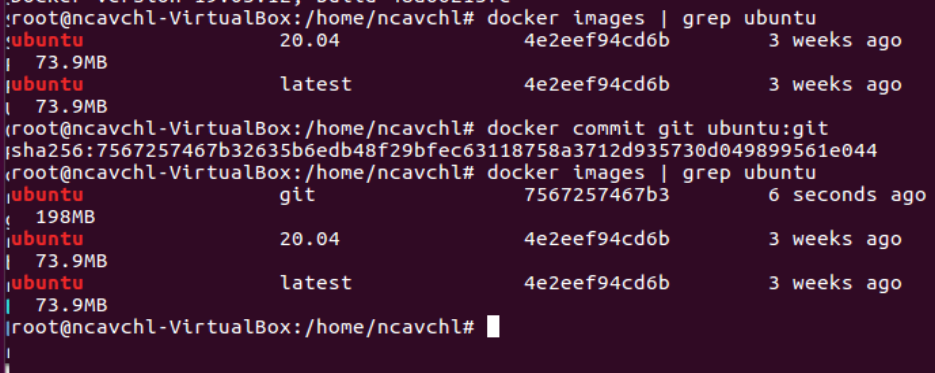 root@ncavchl-VirtualBox:/home/ncavchl# docker images | grep ubuntu
ubuntu 20.04 4e2eef94cd6b 3 weeks ago
73.9MB
ubuntu latest 4e2eef94cd6b 3 weeks ago
73.9MB
root@ncavchl-VirtualBox:/home/ncavchl# docker commit git ubuntu:git
sha256:7567257467b32635b6edb48f29bfec63118758a3712d935730d049899561e044
root@ncavchl-VirtualBox:/home/ncavchl# docker images | grep ubuntu
ubuntu git 7567257467b3 6 seconds ago
198MB
ubuntu 20.04 4e2eef94cd6b 3 weeks ago
73.9MB
ubuntu latest 4e2eef94cd6b 3 weeks ago
73.9MB
root@ncavchl-VirtualBox:/home/ncavchl#